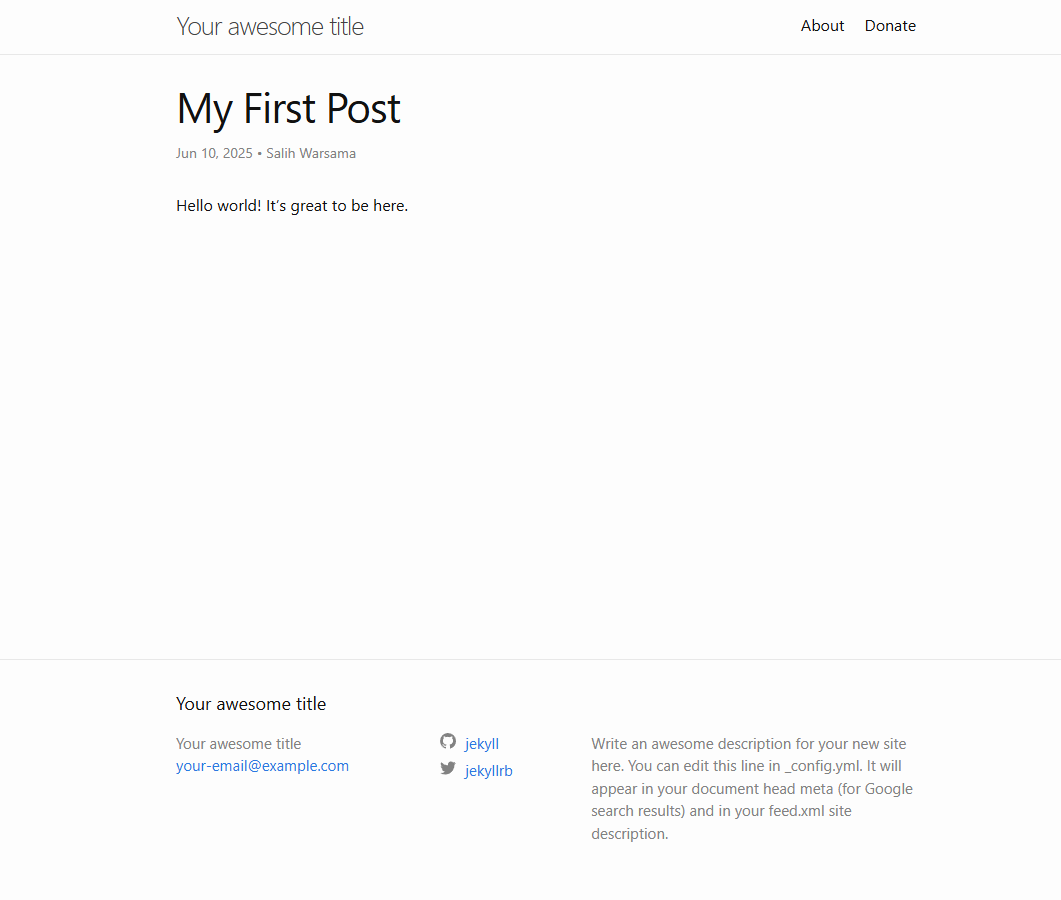 Your awesome title
About Donate
My First Post
Jun 10, 2025 • Salih Warsama
Hello world! It’s great to be here.
Your awesome title
Your awesome title
your-email@example.com
jekyll
jekyllrb
Write an awesome description for your new site
here. You can edit this line in _config.yml. It will
appear in your document head meta (for Google
search results) and in your feed.xml site
description.